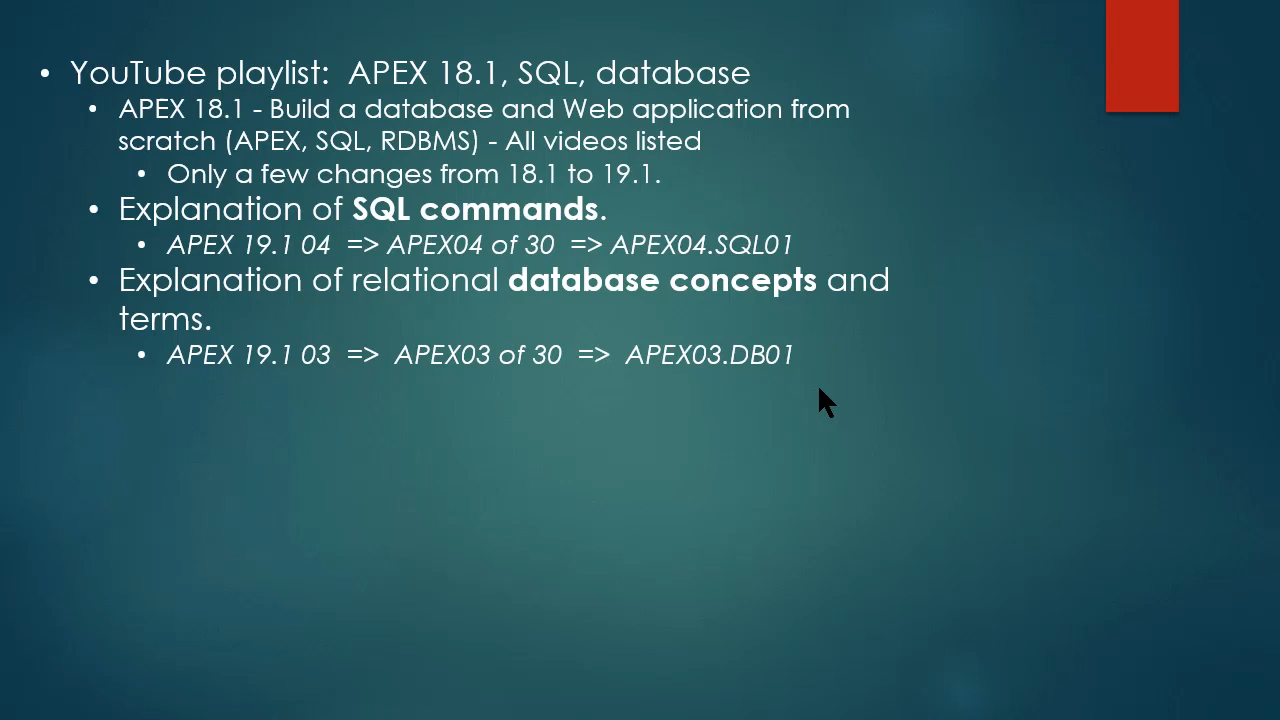 • YouTube playlist:  APEX 18.1, SQL, database
• APEX 18.1 - Build a database and Web application from
scratch (APEX, SQL, RDBMS) - All videos listed
• Only a few changes from 18.1 to 19.1.
• Explanation of SQL commands.
• APEX 19.1 04  => APEX04 of 30  => APEX04.SQL01
• Explanation of relational database concepts and
terms.
• APEX 19.1 03  =>  APEX03 of 30  =>  APEX03.DB01